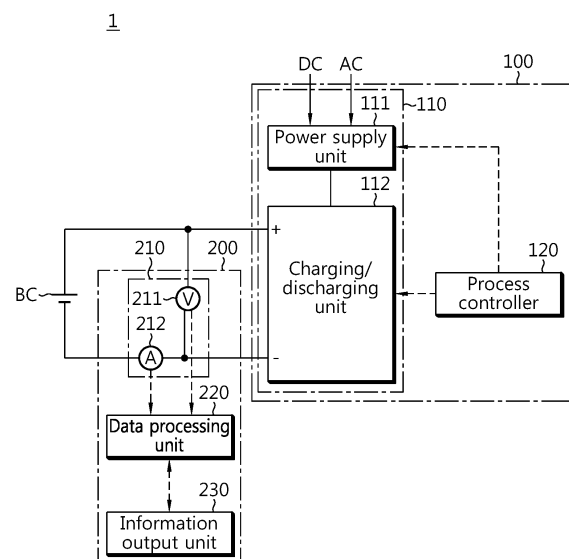 1
100
DC AC
111
110
Power supply
unit
112
+
210 200
Charging/
discharging
unit
120
Process
controller
BC
211
V
212
A
-
220
Data processing
unit
230
Information
output unit